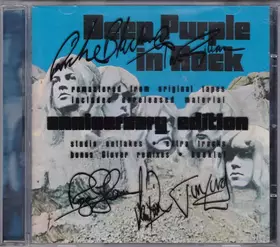 Deep Purple
in Rock
remastered from original tapes
includes unreleased material
anniversary edition
studio outtakes + extra tracks
bonus Glover remixes + booklet